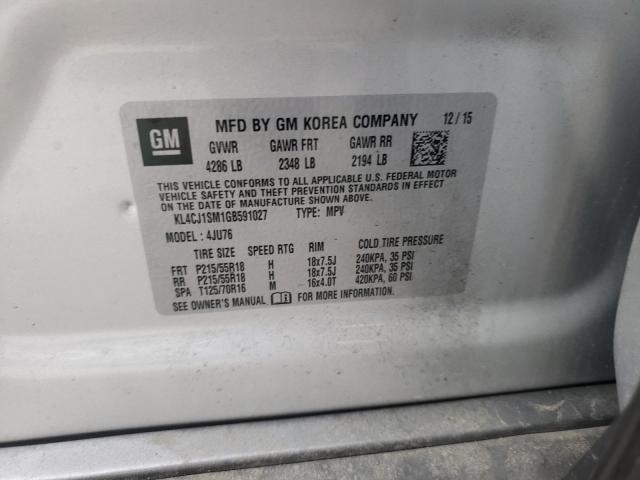 GM
MFD BY GM KOREA COMPANY 12/15
GVWR GAWR FRT GAWR RR
4286 LB 2348 LB 2194 LB
THIS VEHICLE CONFORMS TO ALL APPLICABLE U.S. FEDERAL MOTOR
VEHICLE SAFETY AND THEFT PREVENTION STANDARDS IN EFFECT
ON THE DATE OF MANUFACTURE SHOWN ABOVE.
KL4CJ1SM1GB591027 TYPE: MPV
MODEL: 4JU76
TIRE SIZE SPEED RTG RIM COLD TIRE PRESSURE
FRT P215/55R18 H 18x7.5J 240KPA, 35 PSI
RR P215/55R18 H 18x7.5J 240KPA, 35 PSI
SPA T125/70R16 M 16x4.0T 420KPA, 60 PSI
SEE OWNER'S MANUAL FOR MORE INFORMATION.